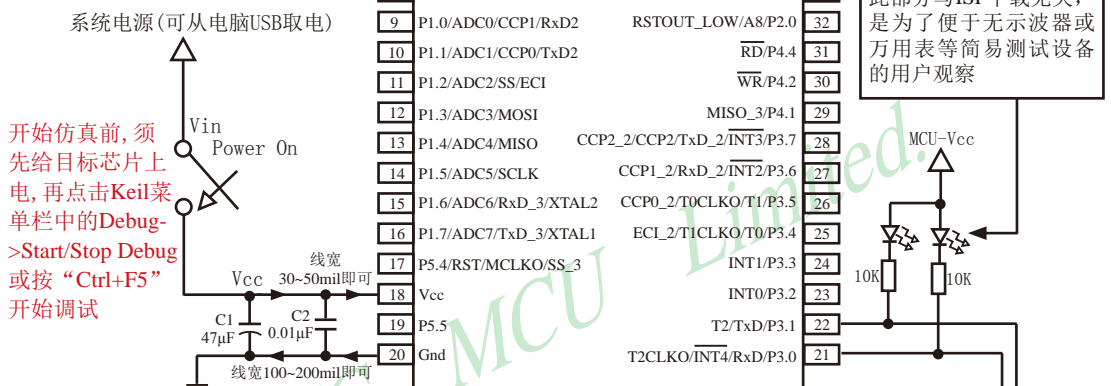 系统电源(可从电脑USB取电)
Vin
Power On
开始仿真前,须
先给目标芯片上
电,再点击Keil菜
单栏中的Debug-
>Start/Stop Debug
或按“Ctrl+F5”
开始调试
线宽
30~50mil即可
Vcc
C1
47μF
C2
0.01μF
线宽100~200mil即可
9 P1.0/ADC0/CCP1/RxD2
10 P1.1/ADC1/CCP0/TxD2
11 P1.2/ADC2/SS/ECI
12 P1.3/ADC3/MOSI
13 P1.4/ADC4/MISO
14 P1.5/ADC5/SCLK
15 P1.6/ADC6/RxD_3/XTAL2
16 P1.7/ADC7/TxD_3/XTAL1
17 P5.4/RST/MCLKO/SS_3
18 Vcc
19 P5.5
20 Gnd
RSTOUT_LOW/A8/P2.0 32
RD/P4.4 31
WR/P4.2 30
MISO_3/P4.1 29
CCP2_2/CCP2/TxD_2/INT3/P3.7 28
CCP1_2/RxD_2/INT2/P3.6 27
CCP0_2/T0CLKO/T1/P3.5 26
ECI_2/T1CLKO/T0/P3.4 25
INT1/P3.3 24
INT0/P3.2 23
T2/TxD/P3.1 22
T2CLKO/INT4/RxD/P3.0 21
是为了便于无示波器或
万用表等简易测试设备
的用户观察
MCU-Vcc
10K
10K
MCU Limited.